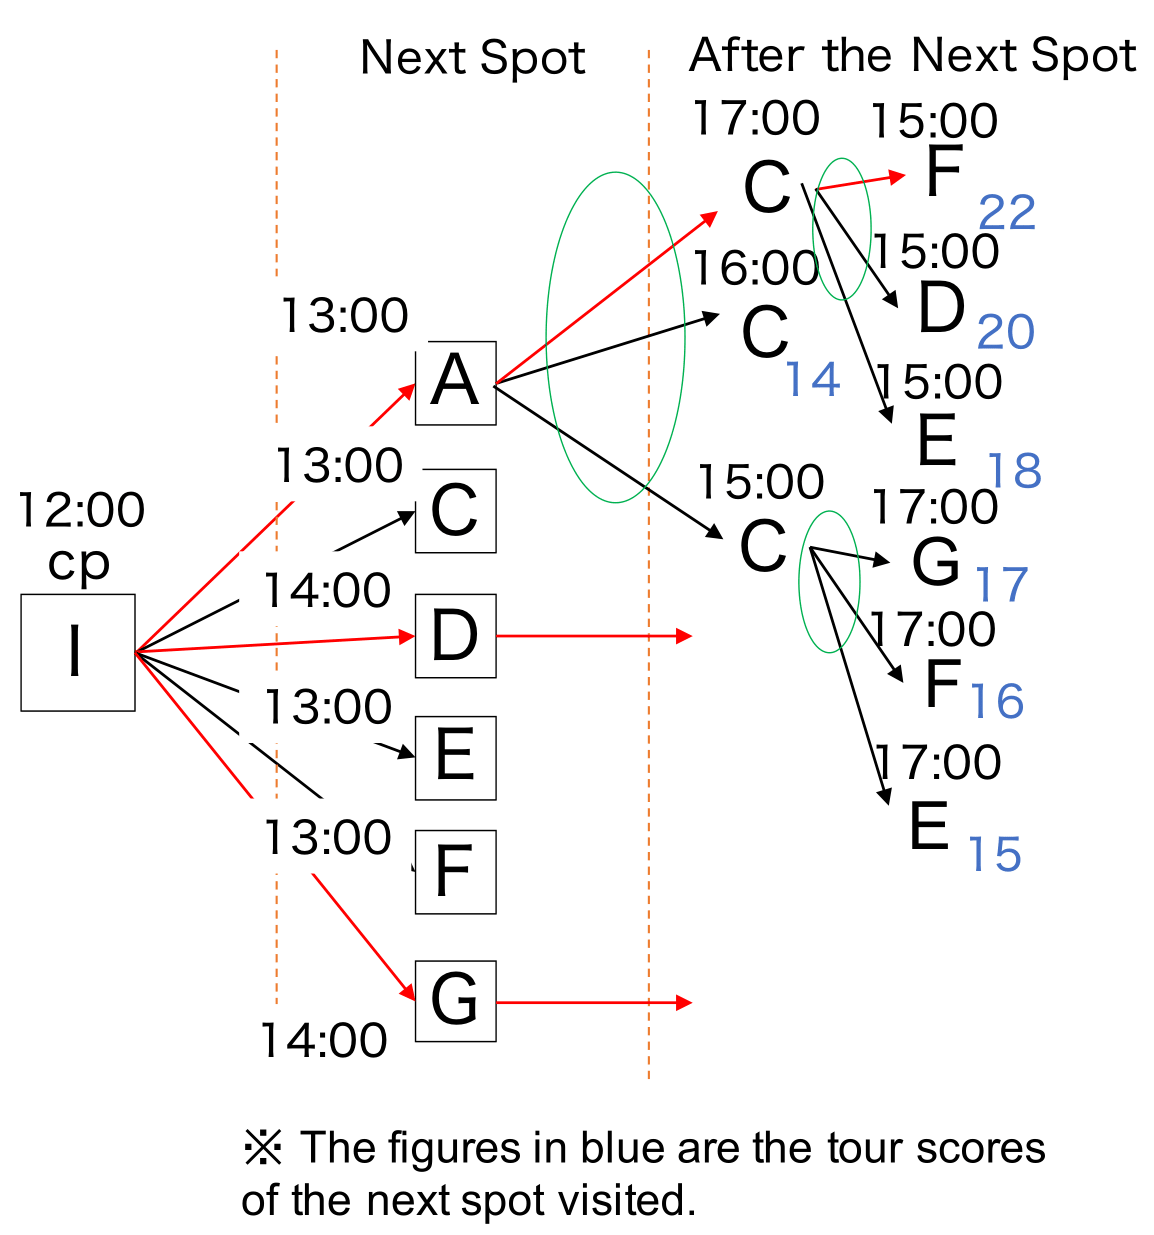 Next Spot
After the Next Spot
17:00
15:00
C
F
22
16:00
15:00
C
D
20
14
13:00
A
15:00
E
18
13:00
C
15:00
C
17:00
G
17
12:00
cp
I
14:00
D
17:00
F
16
13:00
E
17:00
E
15
13:00
F
G
14:00
※ The figures in blue are the tour scores
of the next spot visited.